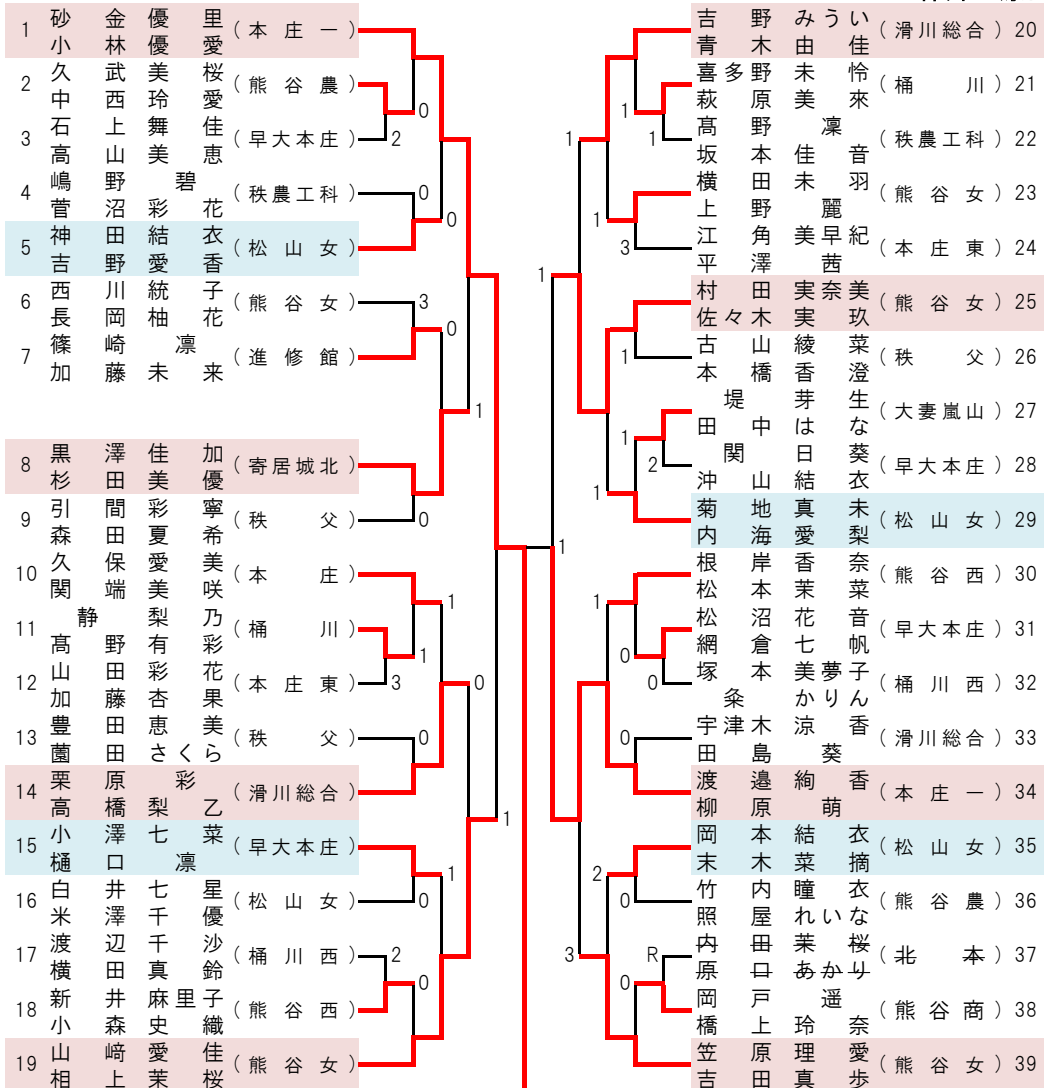 1 砂金優里 (本庄一)
小林優愛
2 久武美桜 (熊谷農)
中西玲愛
3 石上舞佳 (早大本庄)
高山美恵
4 嶋野碧 (秩農工科)
菅沼彩花
5 神田結衣 (松山女)
吉野愛香
6 西川統子 (熊谷女)
長岡柚花
7 篠崎凛 (進修館)
加藤未来
8 黒澤佳加 (寄居城北)
杉田美優
9 引間彩寧 (秩父)
森田夏希
10 久保愛美 (本庄)
関端美咲
11 静梨乃 (桶川)
髙野有彩
12 山田彩花 (本庄東)
加藤杏果
13 豊田恵美 (秩父)
薗田さくら
14 栗原彩 (滑川総合)
高橋梨乙
15 小澤七菜 (早大本庄)
樋口凛
16 白井七星 (松山女)
米澤千優
17 渡辺千沙 (桶川西)
横田真鈴
18 新井麻里子 (熊谷西)
小森史織
19 山﨑愛佳 (熊谷女)
相上茉桜
0
2
0
0
3
0
1
0
1
1
3
0
0
1
1
0
2
0
1
吉野みうい (滑川総合) 20
青木由佳
喜多野未怜 (桶川) 21
萩原美來
髙野凜 (秩農工科) 22
坂本佳音
横田未羽 (熊谷女) 23
上野麗
江角美早紀 (本庄東) 24
平澤茜
村田実奈美 (熊谷女) 25
佐々木実玖
古山綾菜 (秩父) 26
本橋香澄
堤芽生 (大妻嵐山) 27
田中はな
関日葵 (早大本庄) 28
沖山結衣
菊地真未 (松山女) 29
内海愛梨
根岸香奈 (熊谷西) 30
松本茉菜
松沼花音 (早大本庄) 31
網倉七帆
塚本美夢子 (桶川西) 32
粂かりん
宇津木涼香 (滑川総合) 33
田島葵
渡邉絢香 (本庄一) 34
柳原萌
岡本結衣 (松山女) 35
末木菜摘
竹内瞳衣 (熊谷農) 36
照屋れいな
内田茉桜 (北本) 37
原口あかり
岡戸遥 (熊谷商) 38
橋上玲奈
笠原理愛 (熊谷女) 39
吉田真歩
1
1
1
1
3
1
1
1
2
1
1
1
0
0
0
2
0
3
R
0